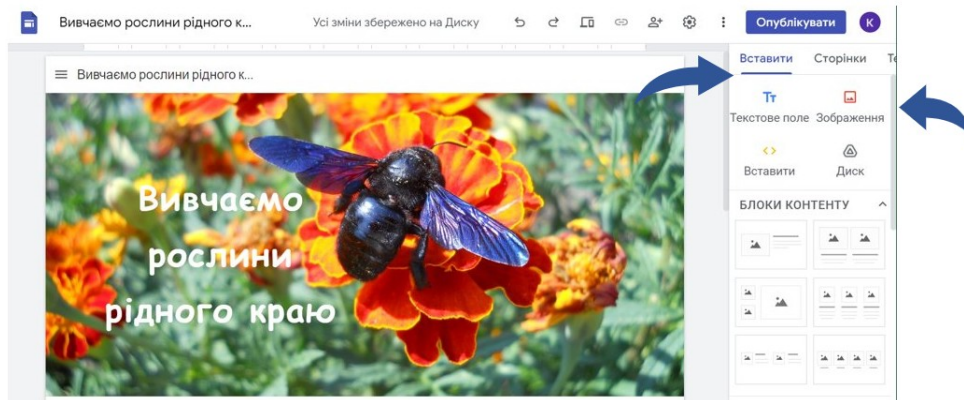 Вивчаємо рослини рідного к...
Усі зміни збережено на Диску
Опублікувати
К
Вивчаємо рослини рідного к...
Вивчаємо
рослини
рідного краю
Вставити Сторінки Те
Текстове поле Зображення
Вставити Диск
БЛОКИ КОНТЕНТУ